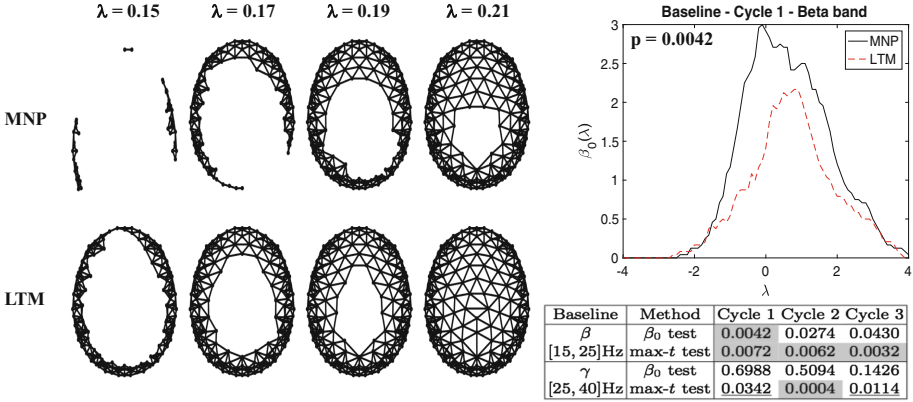 λ = 0.15 λ = 0.17 λ = 0.19 λ = 0.21
MNP
LTM
Baseline - Cycle 1 - Beta band
p = 0.0042
MNP
LTM
3
2.5
2
1.5
1
0.5
0
β₀(λ)
-4 -2 0 2 4
λ
Baseline Method Cycle 1 Cycle 2 Cycle 3
β β₀ test 0.0042 0.0274 0.0430
[15, 25]Hz max-t test 0.0072 0.0062 0.0032
γ β₀ test 0.6988 0.5094 0.1426
[25, 40]Hz max-t test 0.0342 0.0004 0.0114